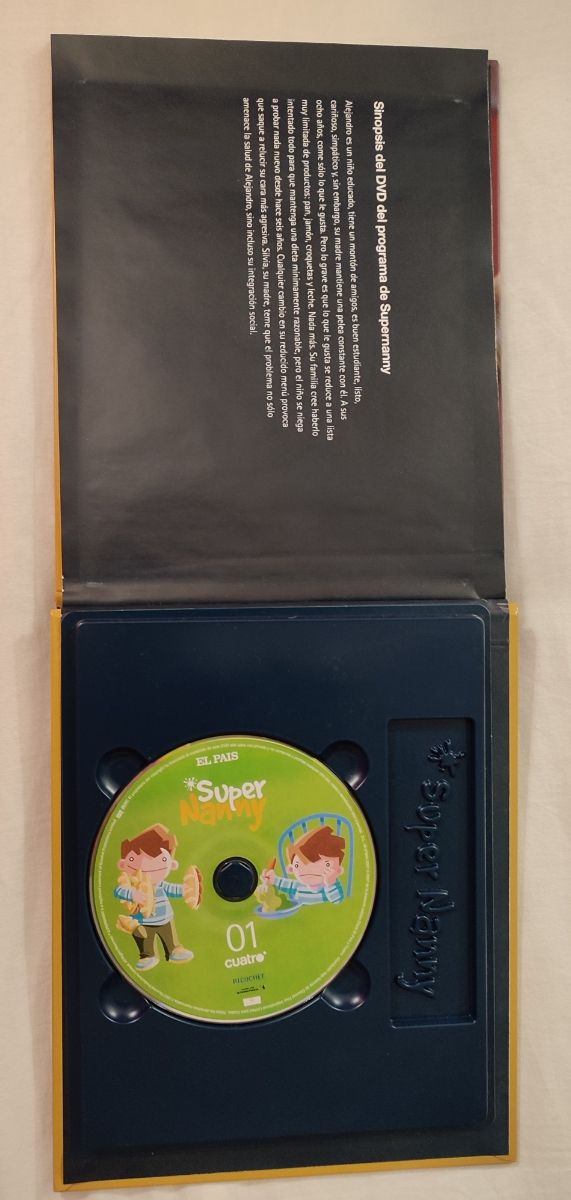 Sinopsis del DVD del programa de Supernanny
Alejandro es un niño educado, tiene un montón de amigos, es buen estudiante, listo,
cariñoso, simpático y, sin embargo, su madre mantiene una pelea constante con él. A sus
ocho años, come sólo lo que le gusta. Pero lo grave es que lo que le gusta se reduce a una lista
muy limitada de productos: pan, jamón, croquetas y leche. Nada más. Su familia cree haberlo
intentado todo para que mantenga una dieta mínimamente razonable, pero el niño se niega
a probar nada nuevo desde hace seis años. Cualquier cambio en su reducido menú provoca
que saque a relucir su cara más agresiva. Silvia, su madre, teme que el problema no sólo
amenace la salud de Alejandro, sino incluso su integración social.
Super Nanny
EL PAIS
Super
Nanny
01
cuatro
RICOCHET